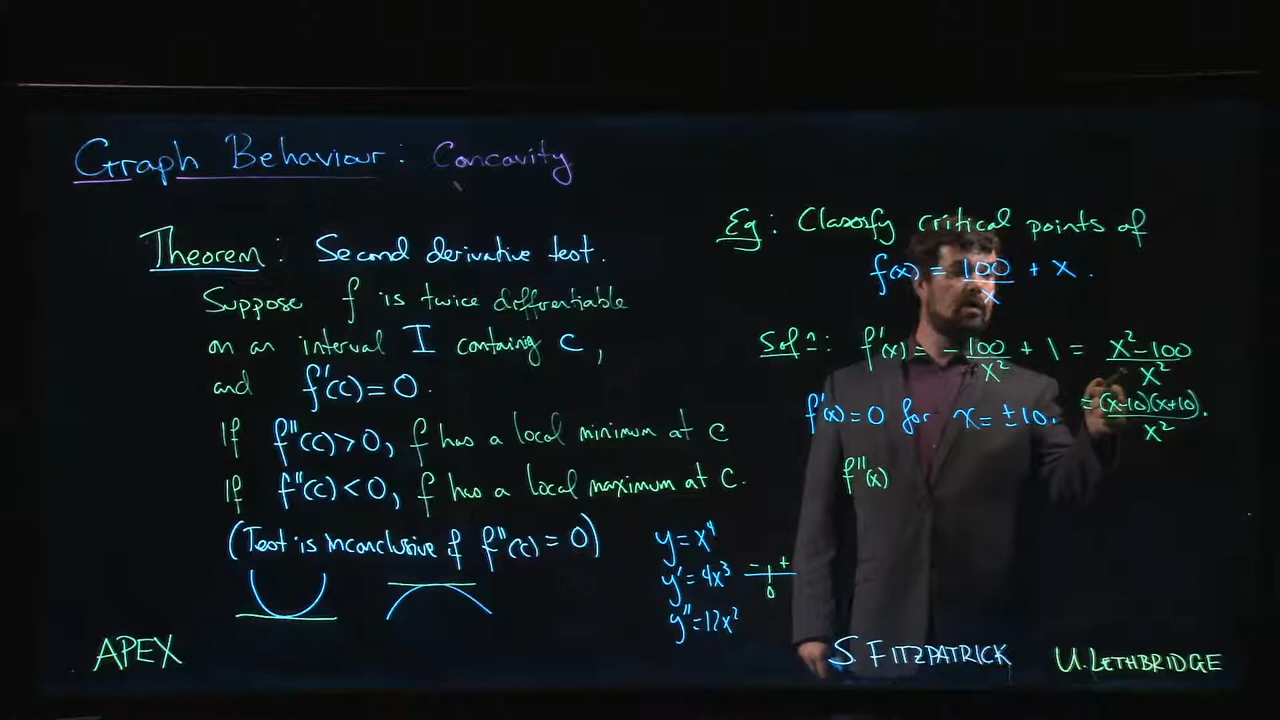 Graph Behaviour: Concavity
Theorem: Second derivative test.
Suppose f is twice differentiable
on an interval I containing c,
and f'(c)=0.
If f''(c)>0, f has a local minimum at c
If f''(c)<0, f has a local maximum at c.
(Test is inconclusive if f''(c)=0)
y=x⁴
y'=4x³ - + 0
y''=12x²
Eg: Classify critical points of
f(x) = 100/x + x.
Solⁿ: f'(x) = -100/x² + 1 = x²-100/x²
= (x-10)(x+10)/x².
f'(x)=0 for x=±10.
f''(x)
APEX
S. FITZPATRICK
U. LETHBRIDGE